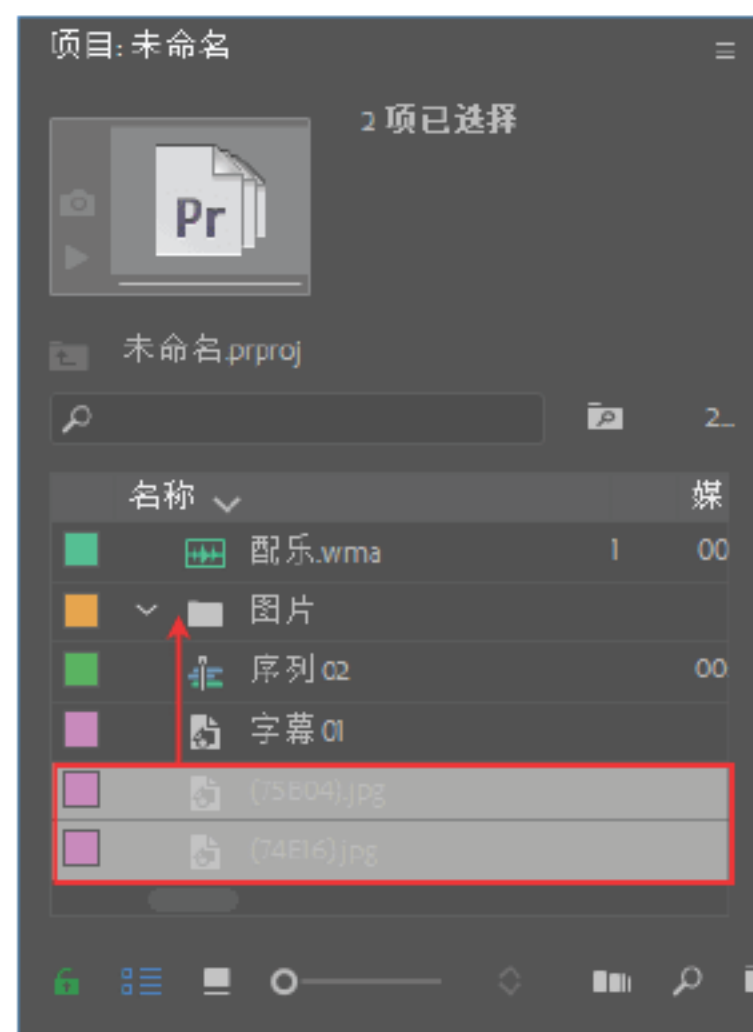 项目: 未命名
2 项已选择
Pr
未命名.prproj
2...
名称 媒
配乐.wma 1 00
图片
序列 02 00
字幕 01
(75B04).jpg
(74E16).jpg